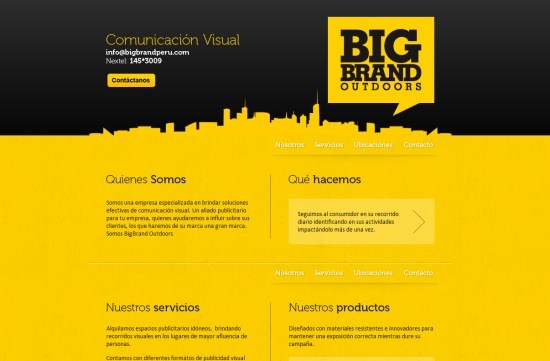 Comunicación Visual
info@bigbrandperu.com
Nextel: 145*3009
Contáctanos
BIG
BRAND
OUTDOORS
Nosotros Servicios Ubicaciones Contacto
Quienes Somos
Somos una empresa especializada en brindar soluciones
efectivas de comunicación visual. Un aliado publicitario
para tu empresa, quienes ayudaremos a influir sobre sus
clientes, los que haremos de su marca una gran marca.
Somos BigBrand Outdoors
Qué hacemos
Seguimos al consumidor en su recorrido
diario identificando en sus actividades
impactándolo más de una vez.
Nosotros Servicios Ubicaciones Contacto
Nuestro servicios
Alquilamos espacios publicitarios idóneos, brindando
recorridos visuales en los lugares de mayor afluencia de
personas.
Contamos con diferentes formatos de publicidad visual
Nuestros productos
Diseñados con materiales resistentes e innovadores para
mantener una exposición correcta mientras dure su
campaña.